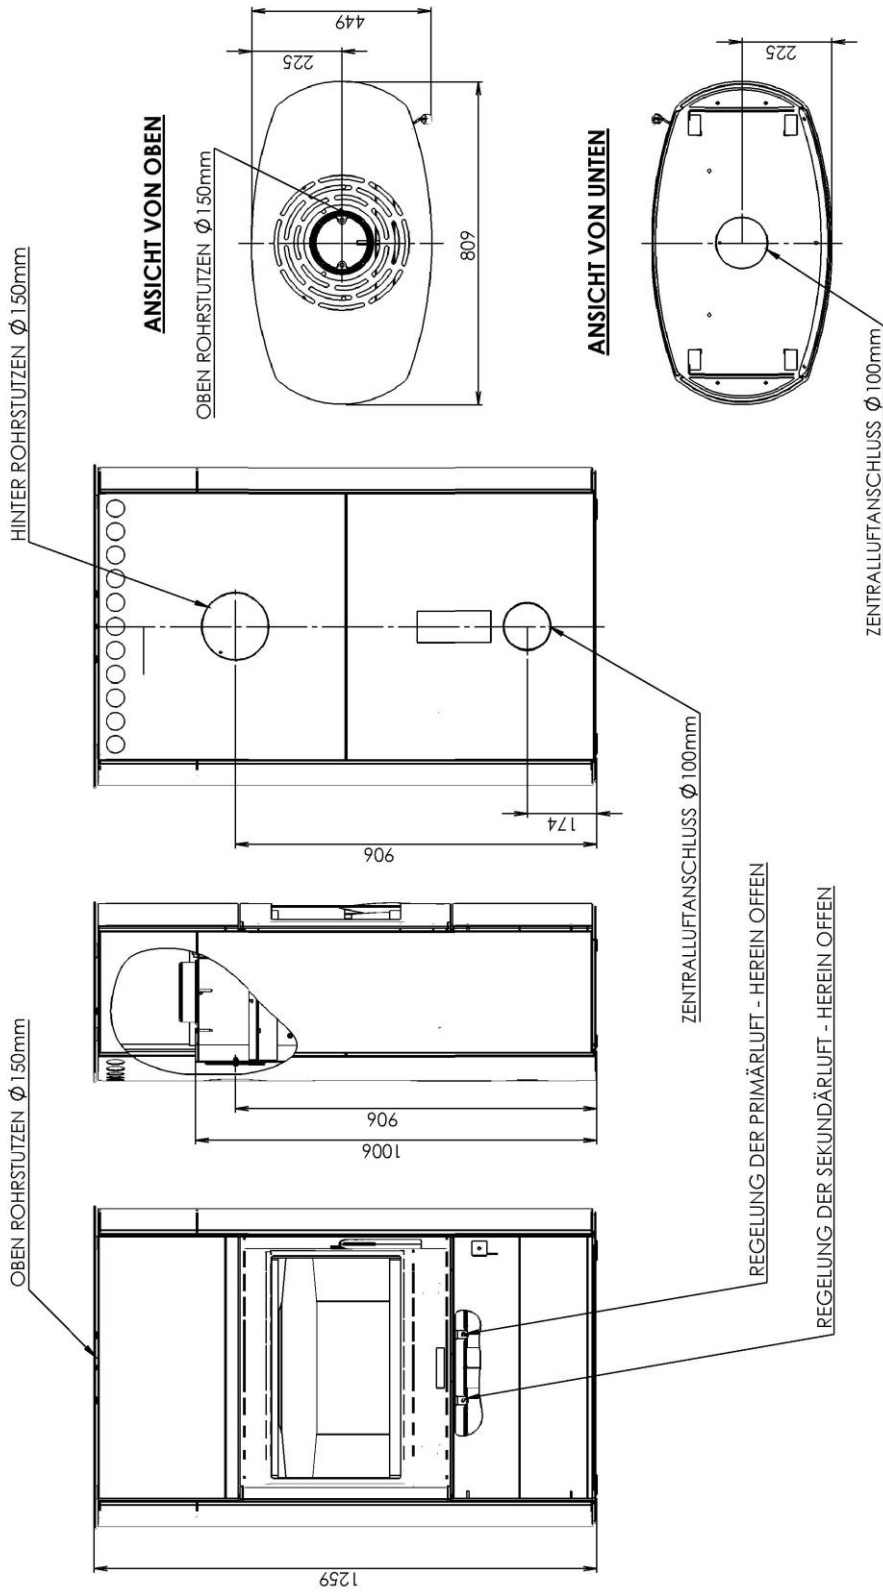 OBEN ROHRSTUTZEN Ø150mm
HINTER ROHRSTUTZEN Ø150mm
ANSICHT VON OBEN
OBEN ROHRSTUTZEN Ø150mm
1259
1006
906
906
174
225
449
809
ANSICHT VON UNTEN
225
ZENTRALLUFTANSCHLUSS Ø100mm
REGELUNG DER PRIMÄRLUFT - HEREIN OFFEN
REGELUNG DER SEKUNDÄRLUFT - HEREIN OFFEN
ZENTRALLUFTANSCHLUSS Ø100mm